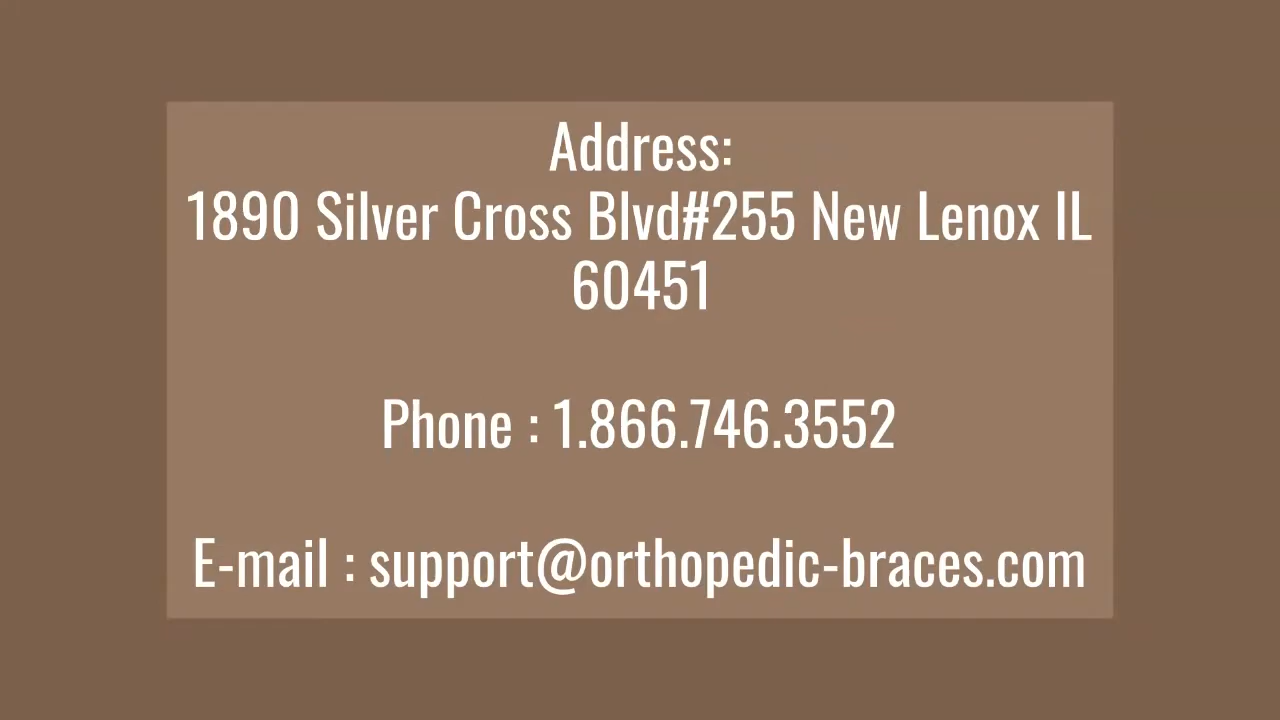 Address:
1890 Silver Cross Blvd#255 New Lenox IL
60451
Phone : 1.866.746.3552
E-mail : support@orthopedic-braces.com